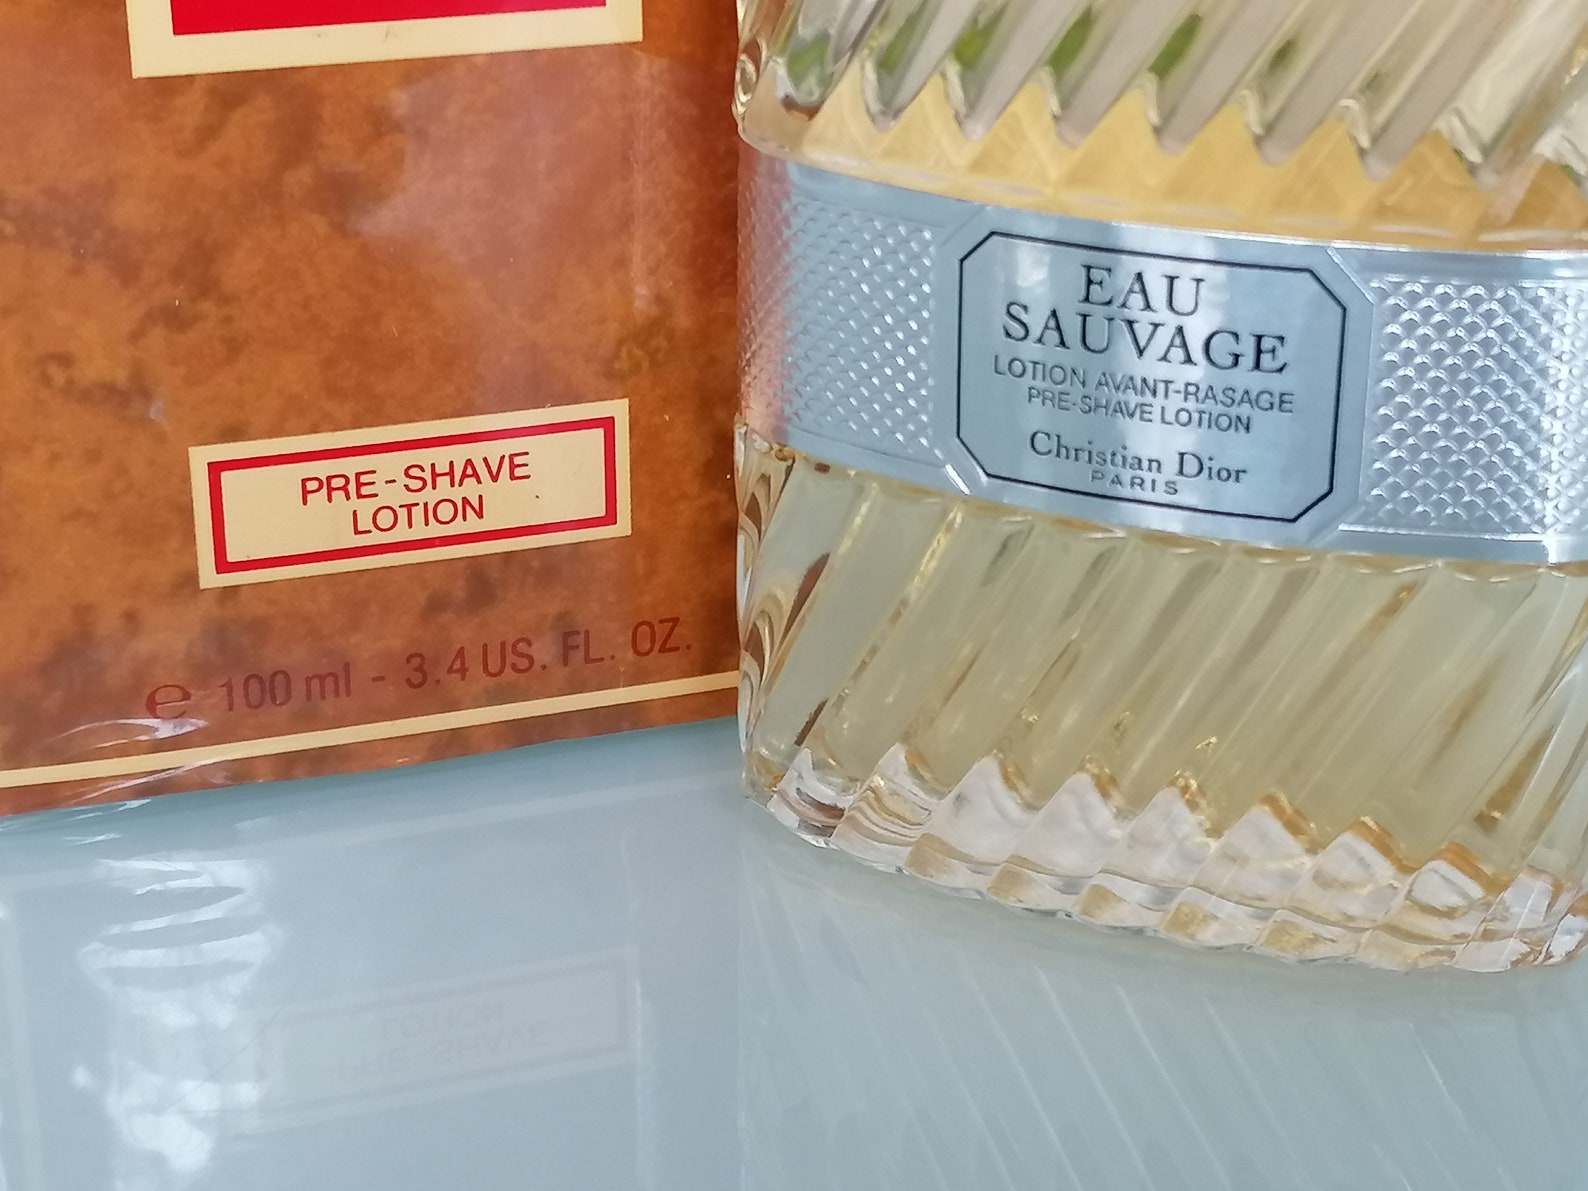 PRE-SHAVE
LOTION
e 100 ml - 3.4 US. FL. OZ.
EAU
SAUVAGE
LOTION AVANT-RASAGE
PRE-SHAVE LOTION
Christian Dior
PARIS